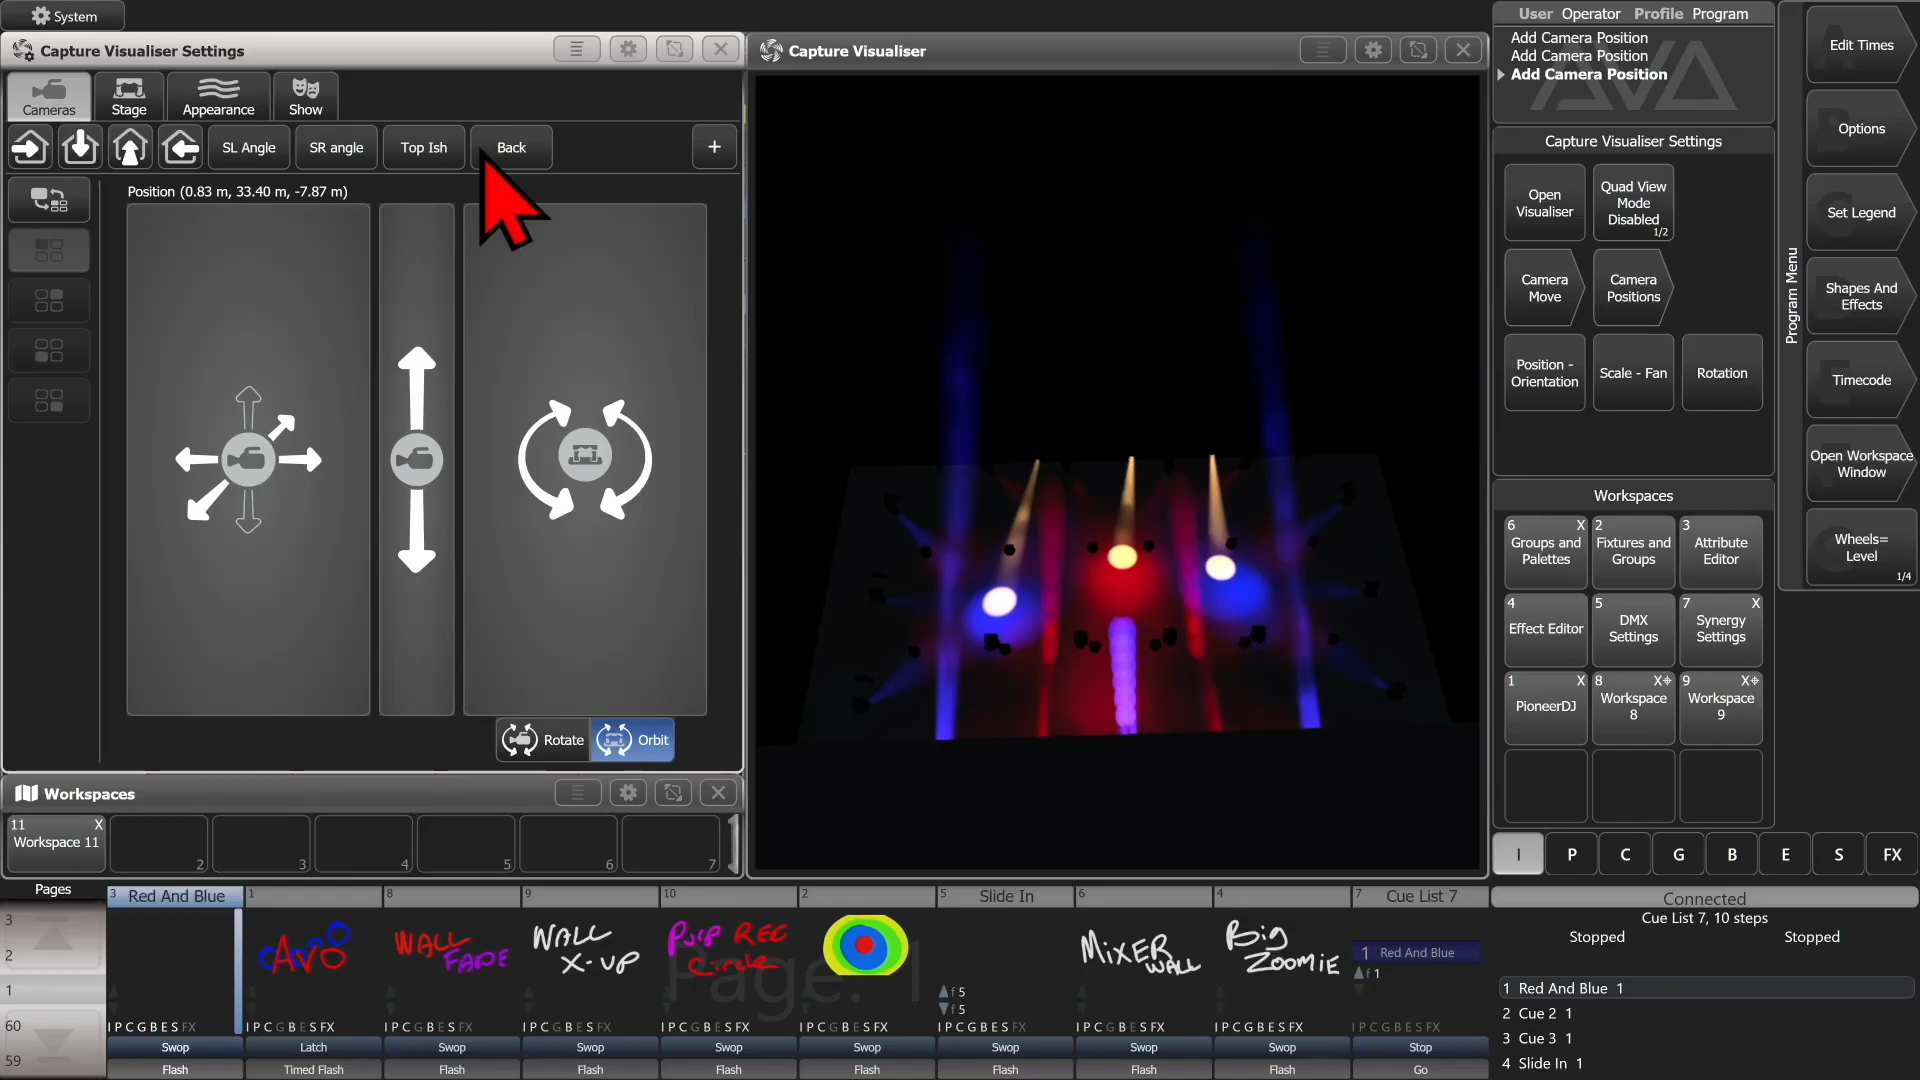 System
Capture Visualiser Settings
Cameras
Stage
Appearance
Show
SL Angle
SR angle
Top Ish
Back
+
Position (0.83 m, 33.40 m, -7.87 m)
Rotate
Orbit
Capture Visualiser
Workspaces
11 X
Workspace 11
2
3
4
5
6
7
User Operator Profile Program
Add Camera Position
Add Camera Position
Add Camera Position
AVO
Capture Visualiser Settings
Open
Visualiser
Quad View
Mode
Disabled
1/2
Camera
Move
Camera
Positions
Position -
Orientation
Scale - Fan
Rotation
Workspaces
6 X
Groups and
Palettes
2
Fixtures and
Groups
3
Attribute
Editor
4
Effect Editor
5
DMX
Settings
7 X
Synergy
Settings
1 X
PioneerDJ
8 X
Workspace
8
9 X
Workspace
9
Program Menu
Edit Times
Options
Set Legend
Shapes And
Effects
Timecode
Open Workspace
Window
Wheels=
Level
1/4
I P C G B E S FX
Pages
3
2
1
60
59
3 Red And Blue
I P C G B E S FX
Swop
Flash
1
AVO
I P C G B E S FX
Latch
Timed Flash
8
WALL
FADE
I P C G B E S FX
Swop
Flash
9
WALL
X-UP
I P C G B E S FX
Swop
Flash
10
PURP REC
Circle
I P C G B E S FX
Swop
Flash
Page: 1
2
I P C G B E S FX
Swop
Flash
5 Slide In
f 5
f 5
I P C G B E S FX
Swop
Flash
6
MIXER
WALL
I P C G B E S FX
Swop
Flash
4
Big
Zoomie
I P C G B E S FX
Swop
Flash
7 Cue List 7
1 Red And Blue
f 1
I P C G B E S FX
Stop
Go
Connected
Cue List 7, 10 steps
Stopped Stopped
1 Red And Blue 1
2 Cue 2 1
3 Cue 3 1
4 Slide In 1